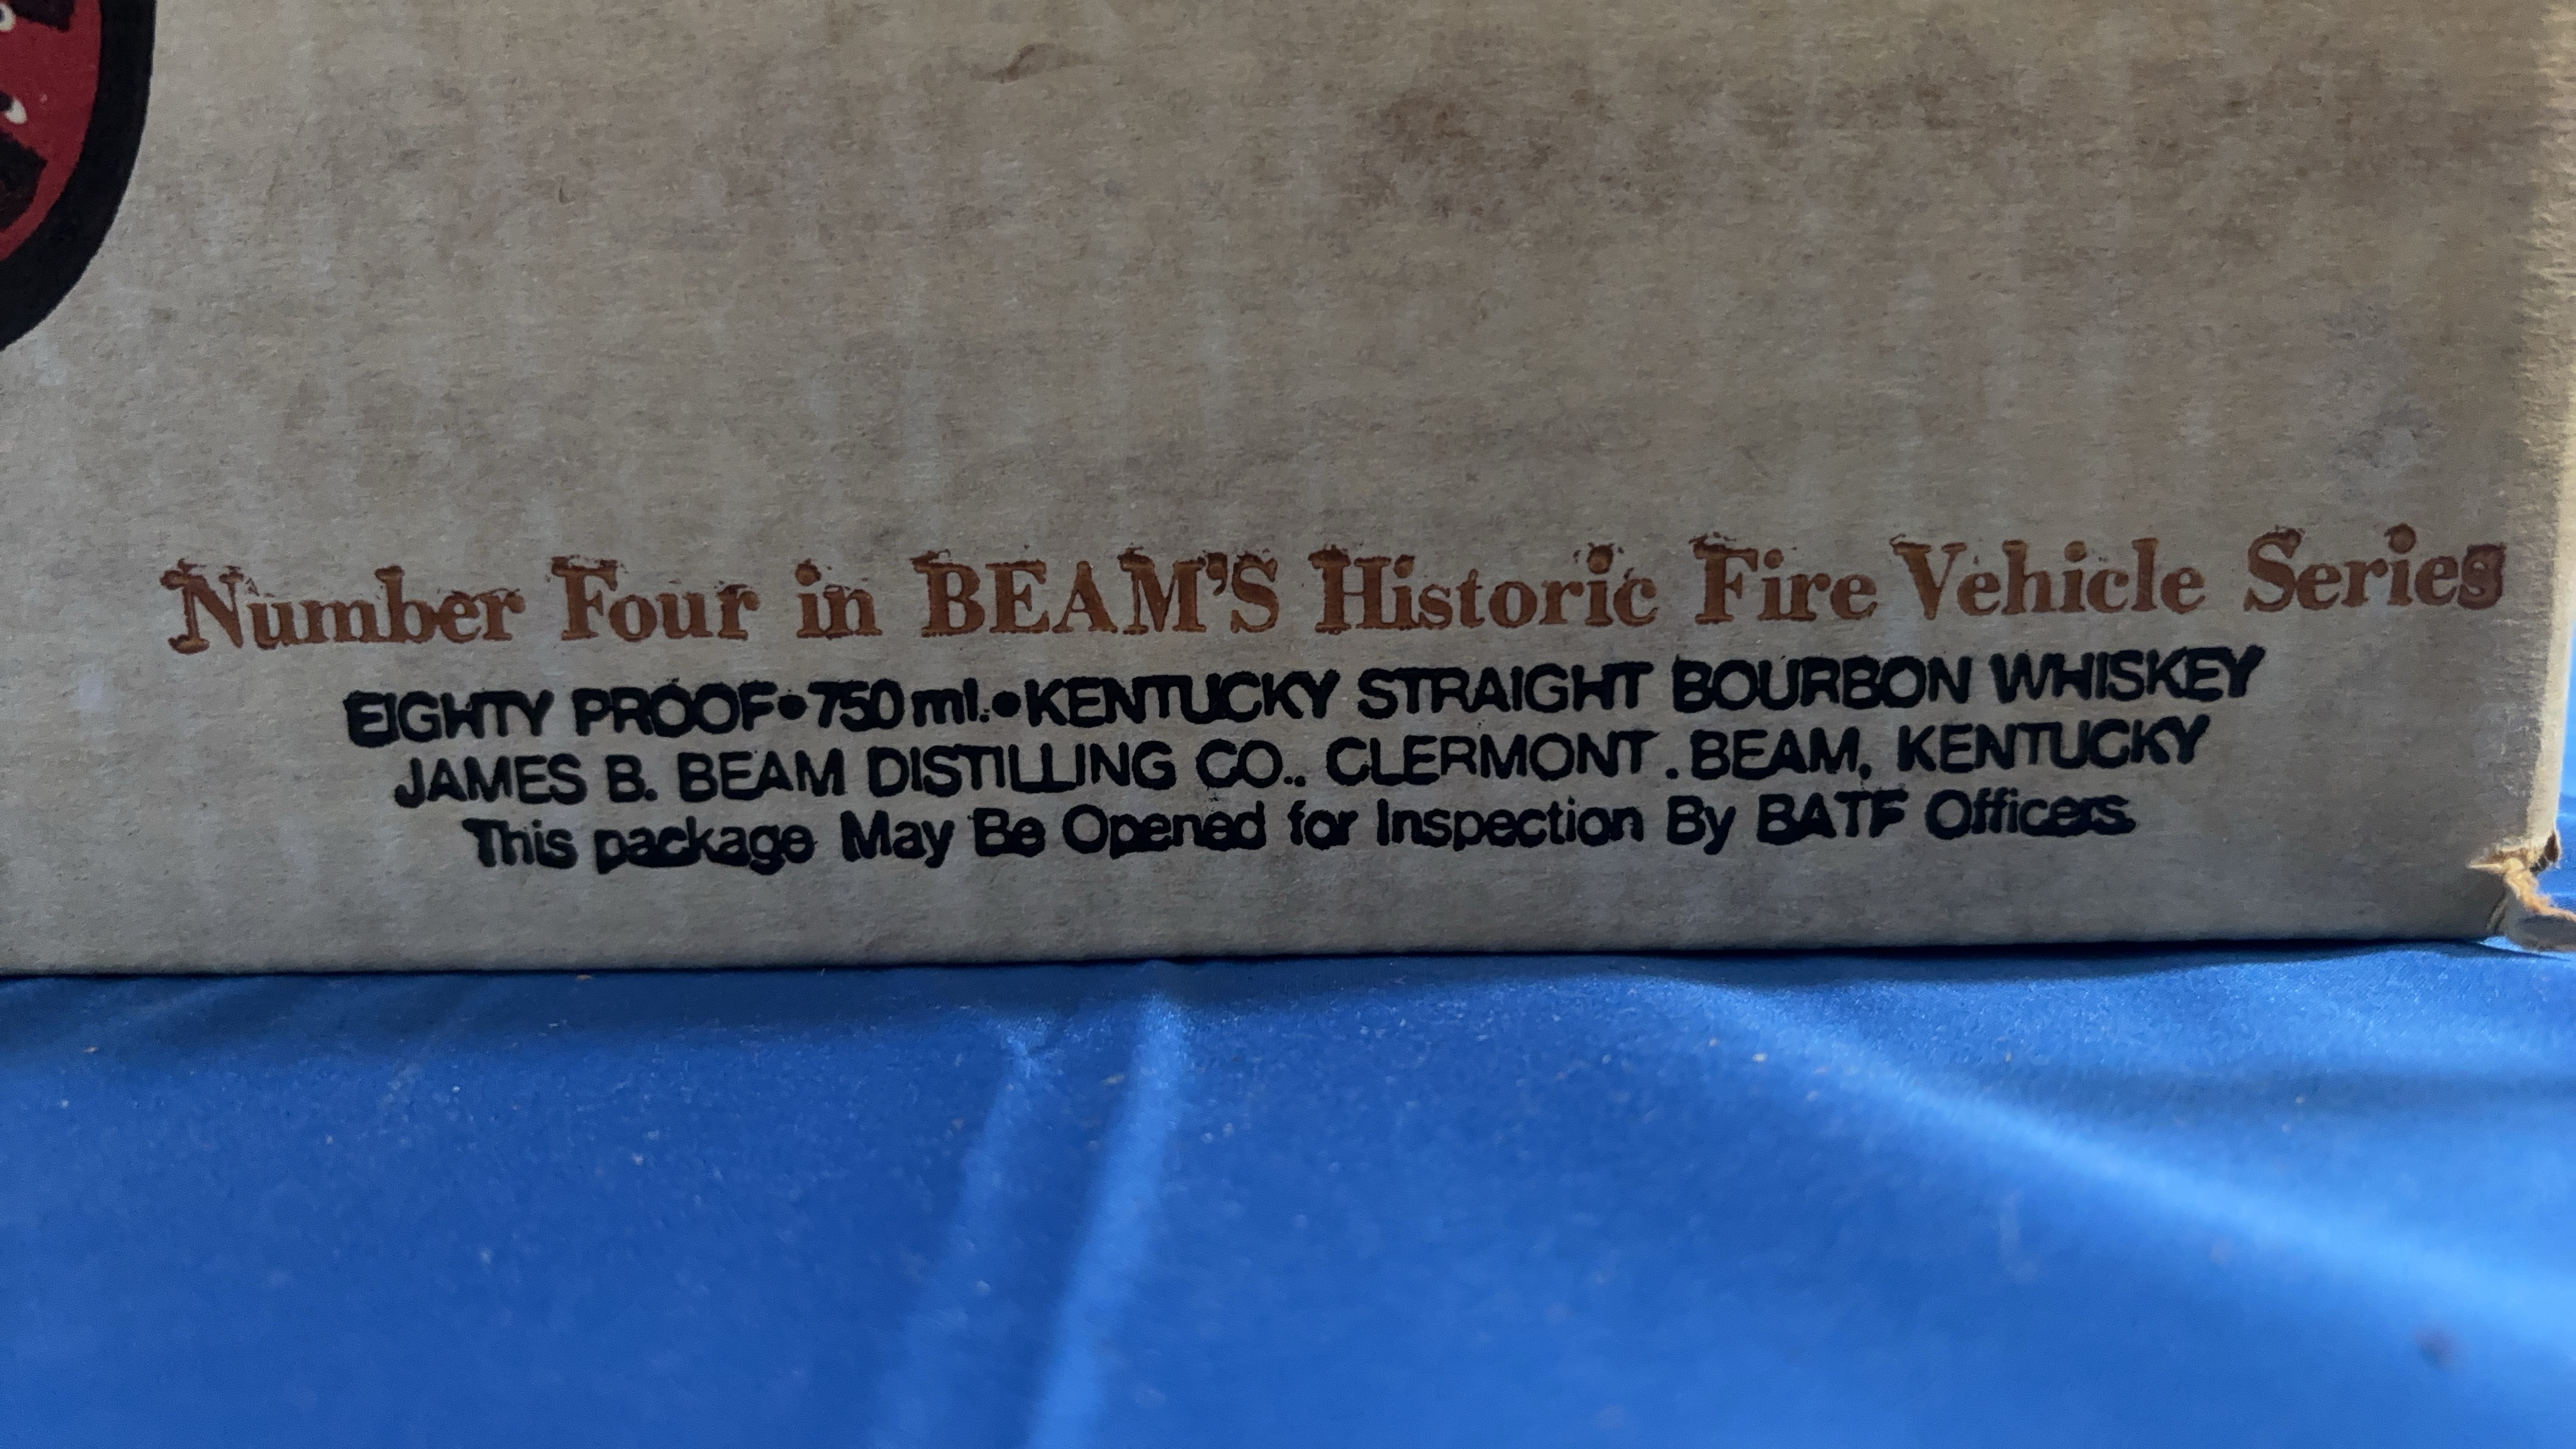 Number Four in BEAM'S Historic Fire Vehicle Series
EIGHTY PROOF•750 ml.•KENTUCKY STRAIGHT BOURBON WHISKEY
JAMES B. BEAM DISTILLING CO., CLERMONT. BEAM, KENTUCKY
This package May Be Opened for Inspection By BATF Officers